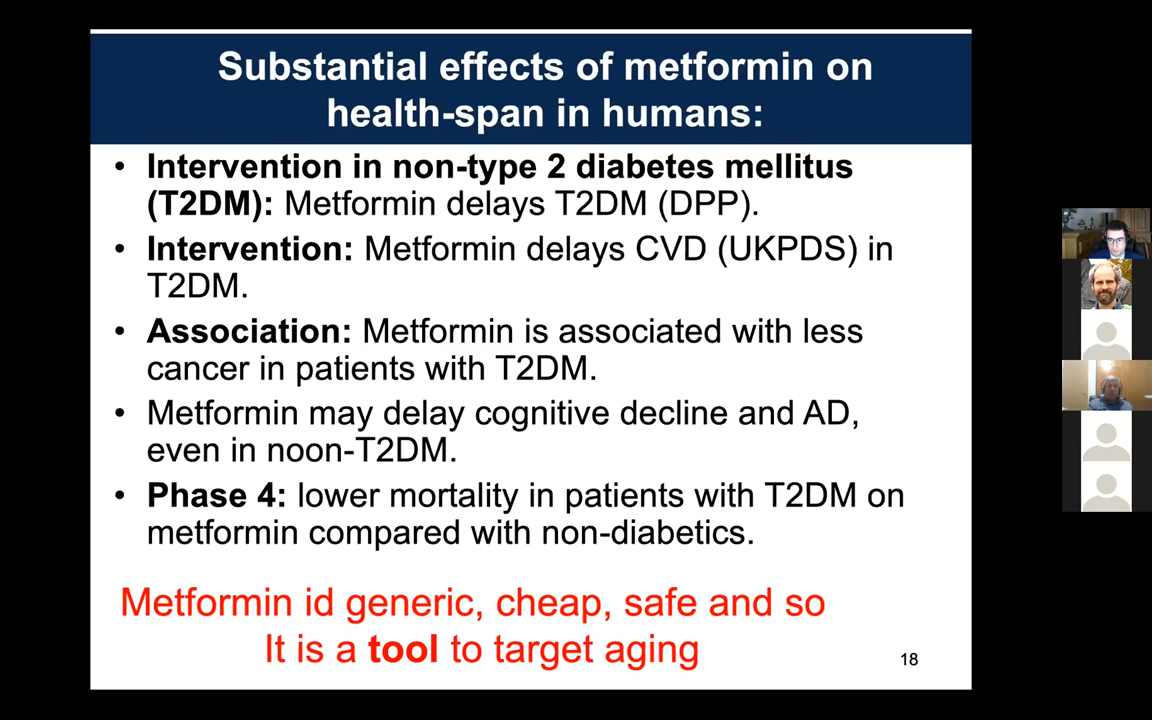 Substantial effects of metformin on
health-span in humans:
• Intervention in non-type 2 diabetes mellitus
(T2DM): Metformin delays T2DM (DPP).
• Intervention: Metformin delays CVD (UKPDS) in
T2DM.
• Association: Metformin is associated with less
cancer in patients with T2DM.
• Metformin may delay cognitive decline and AD,
even in noon-T2DM.
• Phase 4: lower mortality in patients with T2DM on
metformin compared with non-diabetics.
Metformin id generic, cheap, safe and so
It is a tool to target aging
18